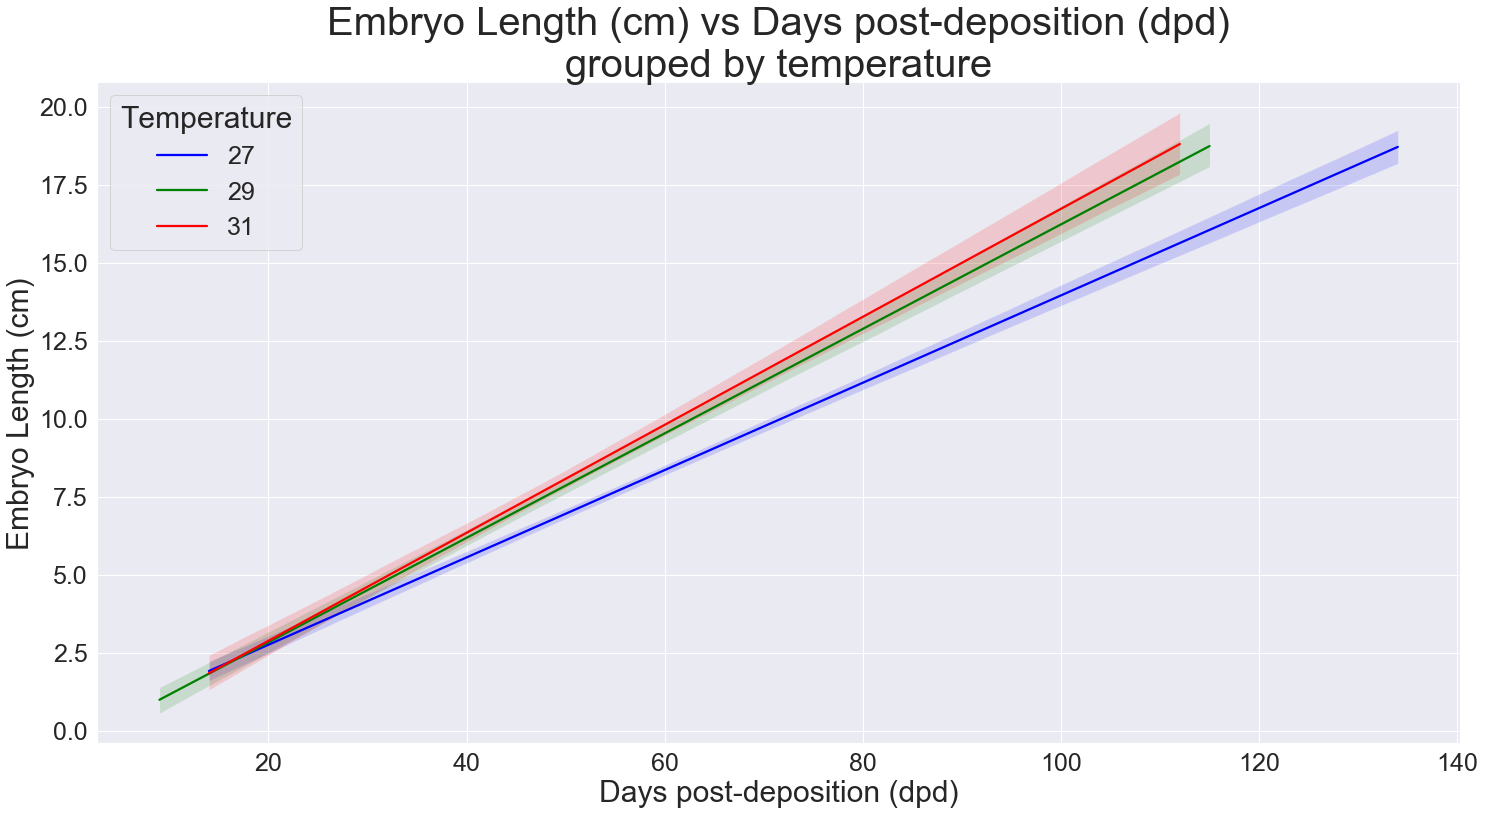 Embryo Length (cm) vs Days post-deposition (dpd)
grouped by temperature
Temperature
27
29
31
Embryo Length (cm)
20.0
17.5
15.0
12.5
10.0
7.5
5.0
2.5
0.0
20 40 60 80 100 120 140
Days post-deposition (dpd)